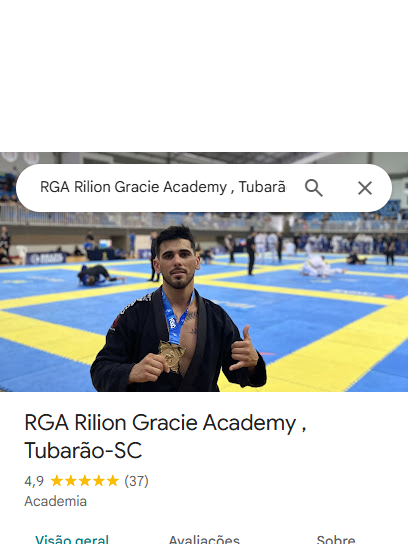 RGA Rilion Gracie Academy , Tubarã
RGA Rilion Gracie Academy ,
Tubarão-SC
4,9 (37)
Academia
Visão geral Avaliações Sobre